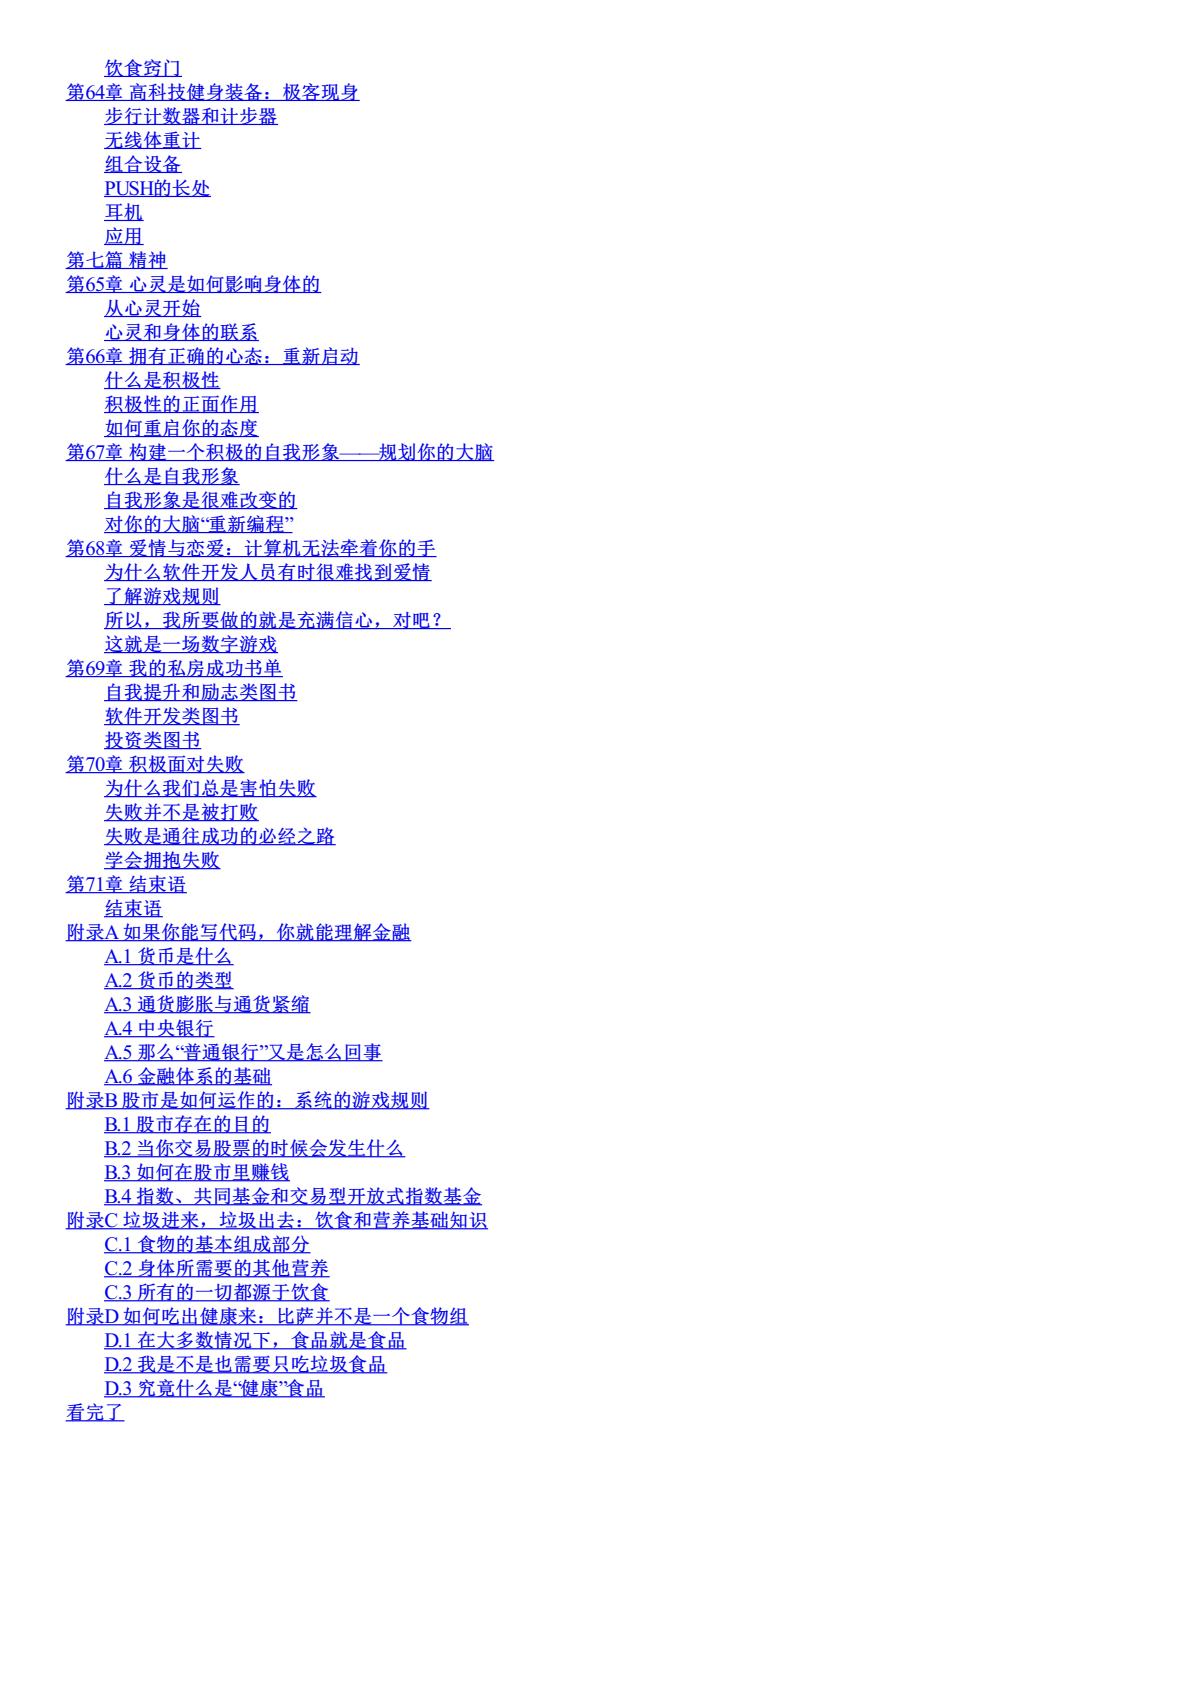 饮食窍门
第64章 高科技健身装备：极客现身
步行计数器和计步器
无线体重计
组合设备
PUSH的长处
耳机
应用
第七篇 精神
第65章 心灵是如何影响身体的
从心灵开始
心灵和身体的联系
第66章 拥有正确的心态：重新启动
什么是积极性
积极性的正面作用
如何重启你的态度
第67章 构建一个积极的自我形象——规划你的大脑
什么是自我形象
自我形象是很难改变的
对你的大脑“重新编程”
第68章 爱情与恋爱：计算机无法牵着你的手
为什么软件开发人员有时很难找到爱情
了解游戏规则
所以，我所要做的就是充满信心，对吧？
这就是一场数字游戏
第69章 我的私房成功书单
自我提升和励志类图书
软件开发类图书
投资类图书
第70章 积极面对失败
为什么我们总是害怕失败
失败并不是被打败
失败是通往成功的必经之路
学会拥抱失败
第71章 结束语
结束语
附录A 如果你能写代码，你就能理解金融
A.1 货币是什么
A.2 货币的类型
A.3 通货膨胀与通货紧缩
A.4 中央银行
A.5 那么“普通银行”又是怎么回事
A.6 金融体系的基础
附录B 股市是如何运作的：系统的游戏规则
B.1 股市存在的目的
B.2 当你交易股票的时候会发生什么
B.3 如何在股市里赚钱
B.4 指数、共同基金和交易型开放式指数基金
附录C 垃圾进来，垃圾出去：饮食和营养基础知识
C.1 食物的基本组成部分
C.2 身体所需要的其他营养
C.3 所有的一切都源于饮食
附录D 如何吃出健康来：比萨并不是一个食物组
D.1 在大多数情况下，食品就是食品
D.2 我是不是也需要只吃垃圾食品
D.3 究竟什么是“健康”食品
看完了